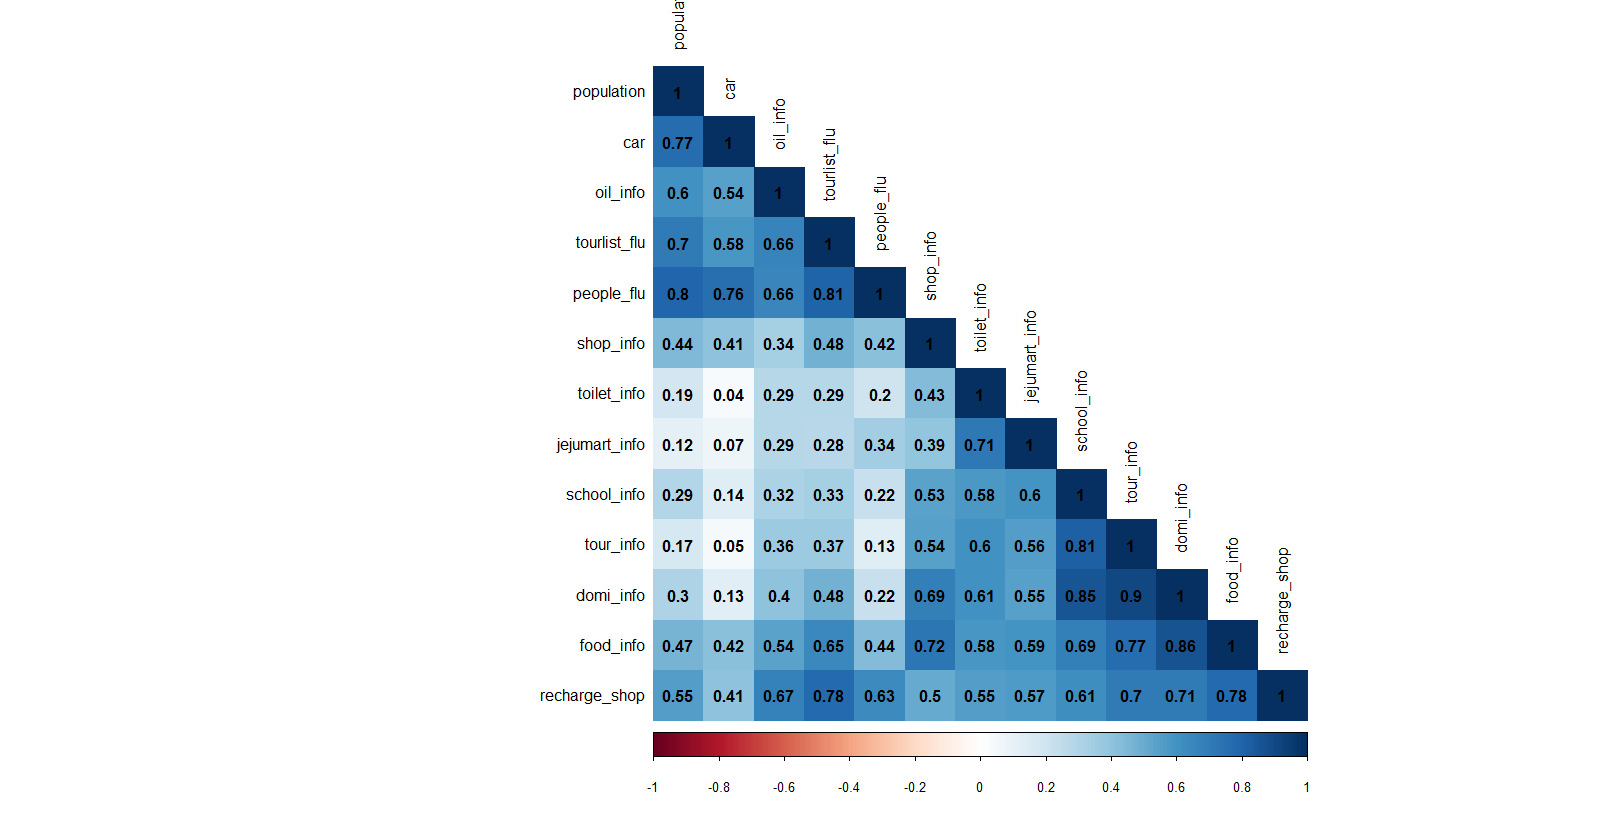 populat
population 1 car
car 0.77 1 oil_info
oil_info 0.6 0.54 1 tourlist_flu
tourlist_flu 0.7 0.58 0.66 1 people_flu
people_flu 0.8 0.76 0.66 0.81 1 shop_info
shop_info 0.44 0.41 0.34 0.48 0.42 1 toilet_info
toilet_info 0.19 0.04 0.29 0.29 0.2 0.43 1 jejumart_info
jejumart_info 0.12 0.07 0.29 0.28 0.34 0.39 0.71 1 school_info
school_info 0.29 0.14 0.32 0.33 0.22 0.53 0.58 0.6 1 tour_info
tour_info 0.17 0.05 0.36 0.37 0.13 0.54 0.6 0.56 0.81 1 domi_info
domi_info 0.3 0.13 0.4 0.48 0.22 0.69 0.61 0.55 0.85 0.9 1 food_info
food_info 0.47 0.42 0.54 0.65 0.44 0.72 0.58 0.59 0.69 0.77 0.86 1 recharge_shop
recharge_shop 0.55 0.41 0.67 0.78 0.63 0.5 0.55 0.57 0.61 0.7 0.71 0.78 1
-1 -0.8 -0.6 -0.4 -0.2 0 0.2 0.4 0.6 0.8 1